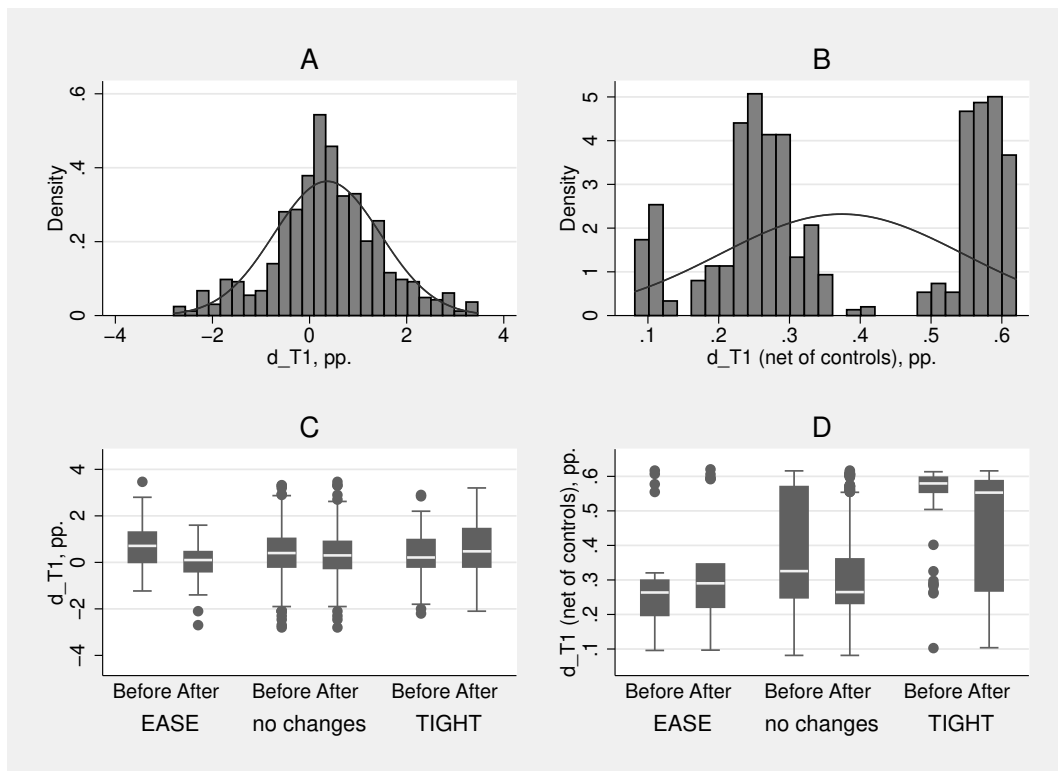 A
Density
.6
.4
.2
0
−4 −2 0 2 4
d_T1, pp.
B
Density
5
4
3
2
1
0
.1 .2 .3 .4 .5 .6
d_T1 (net of controls), pp.
C
d_T1, pp.
4
2
0
−2
−4
Before After Before After Before After
EASE no changes TIGHT
D
d_T1 (net of controls), pp.
.6
.5
.4
.3
.2
.1
Before After Before After Before After
EASE no changes TIGHT